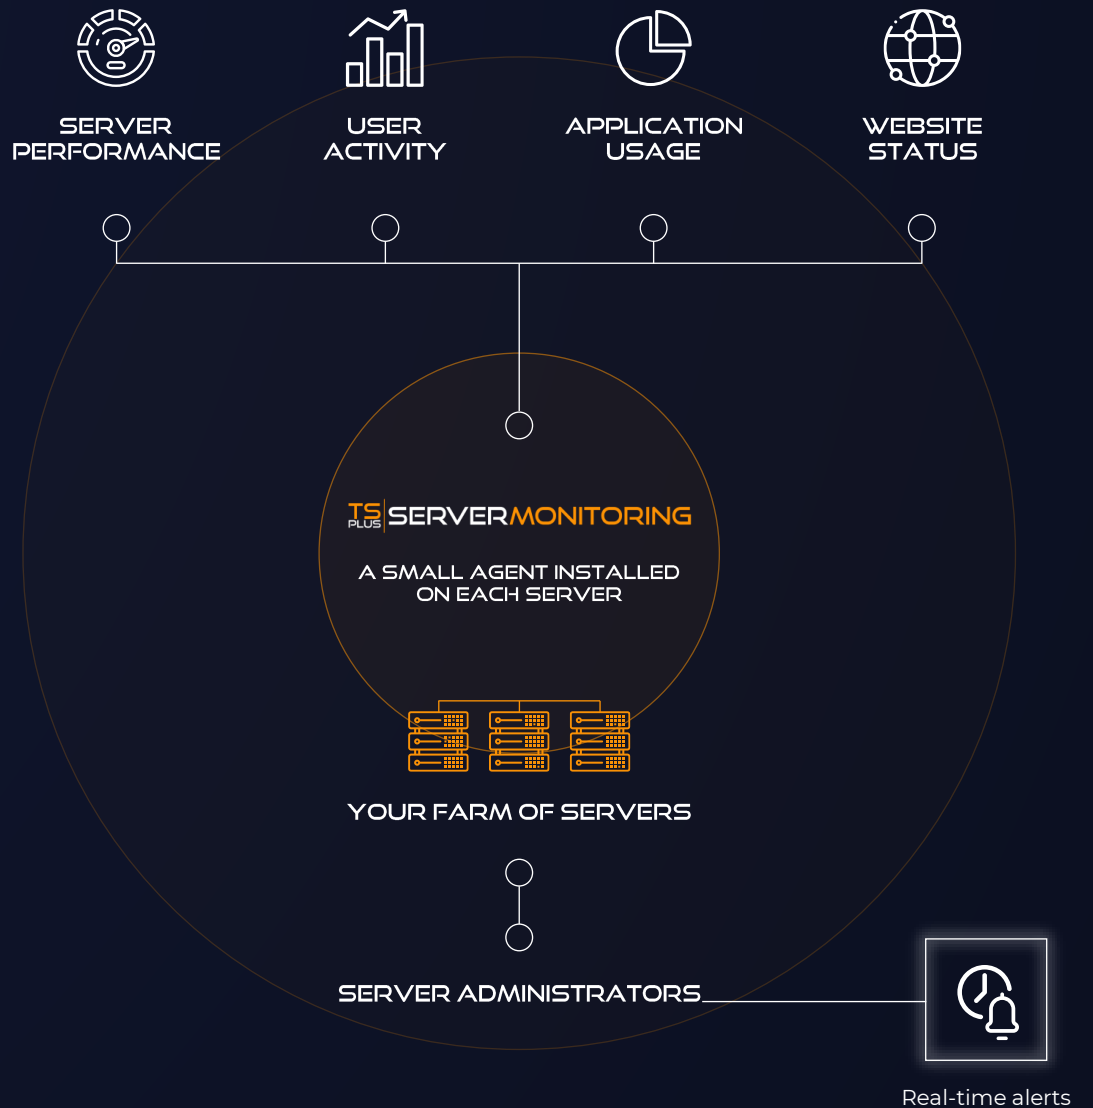 SERVER
PERFORMANCE
USER
ACTIVITY
APPLICATION
USAGE
WEBSITE
STATUS
TS PLUS SERVERMONITORING
A SMALL AGENT INSTALLED
ON EACH SERVER
YOUR FARM OF SERVERS
SERVER ADMINISTRATORS
Real-time alerts